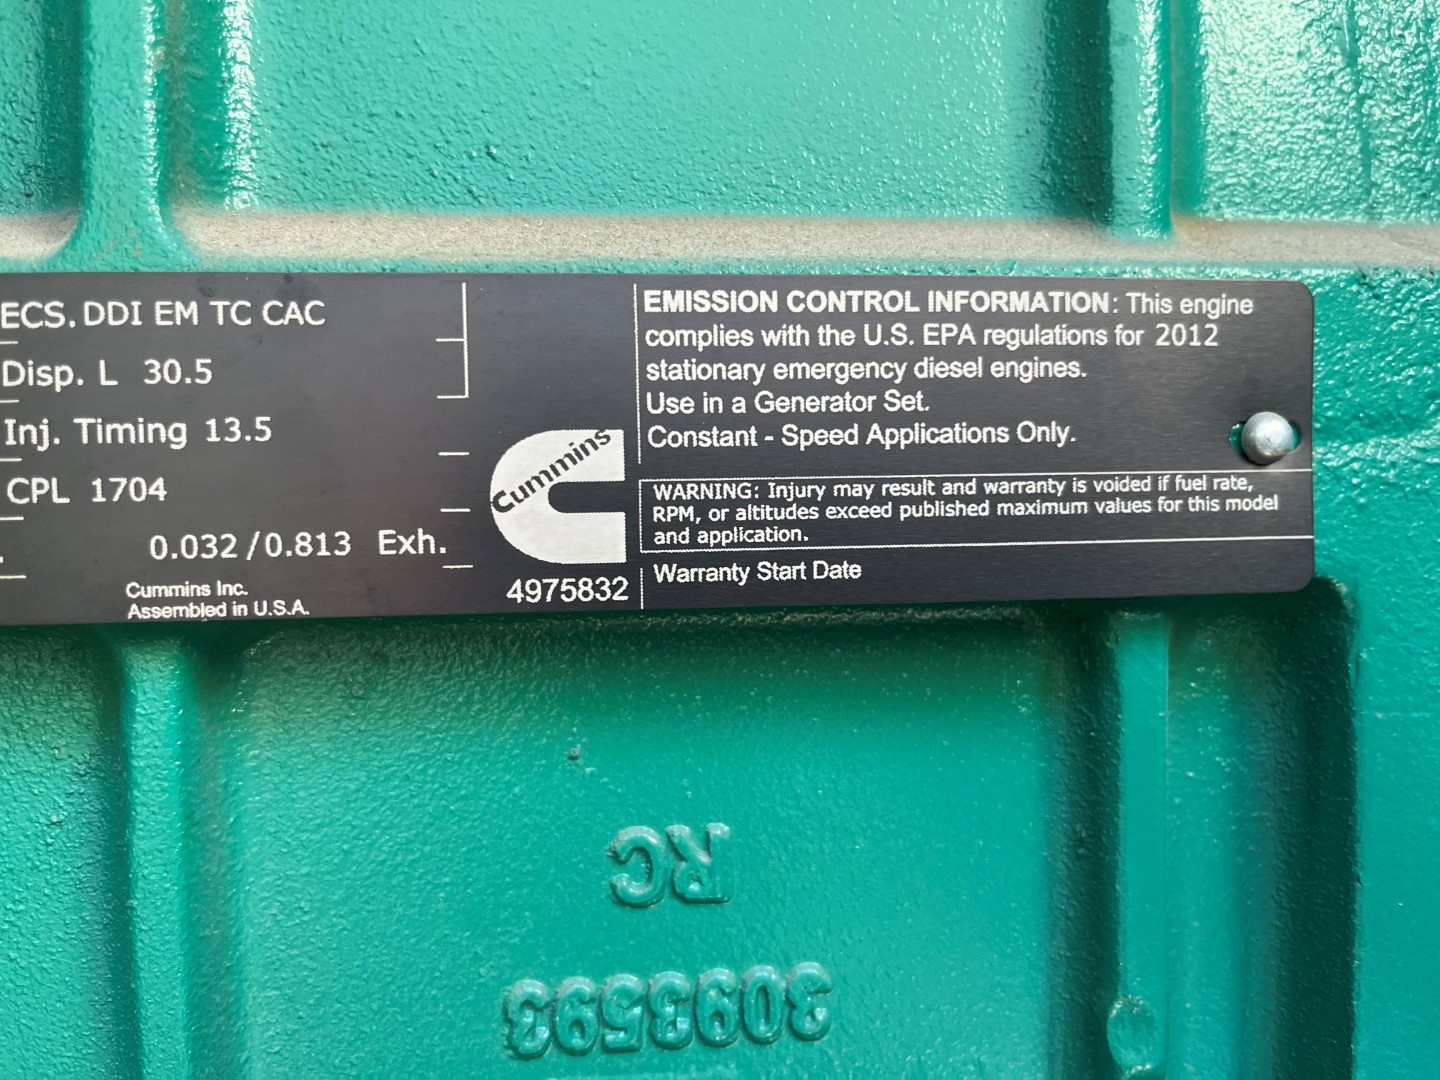 ECS. DDI EM TC CAC
Disp. L 30.5
Inj. Timing 13.5
CPL 1704
0.032 / 0.813 Exh.
Cummins Inc.
Assembled in U.S.A.
Cummins
4975832
EMISSION CONTROL INFORMATION: This engine
complies with the U.S. EPA regulations for 2012
stationary emergency diesel engines.
Use in a Generator Set.
Constant - Speed Applications Only.
WARNING: Injury may result and warranty is voided if fuel rate,
RPM, or altitudes exceed published maximum values for this model
and application.
Warranty Start Date
RC
3093593